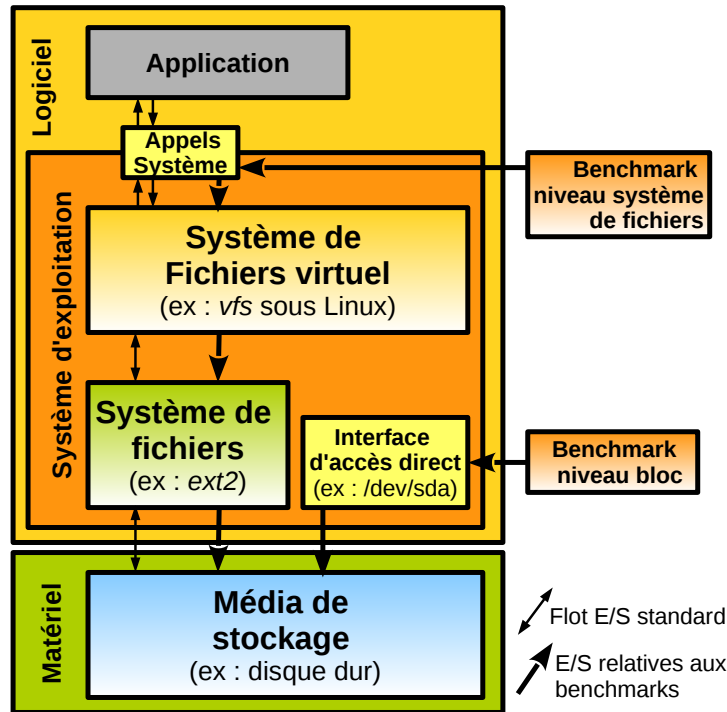 Logiciel
Application
Appels
Système
Benchmark
niveau système
de fichiers
Système d'exploitation
Système de
Fichiers virtuel
(ex : vfs sous Linux)
Système de
fichiers
(ex : ext2)
Interface
d'accès direct
(ex : /dev/sda)
Benchmark
niveau bloc
Matériel
Média de
stockage
(ex : disque dur)
Flot E/S standard
E/S relatives aux
benchmarks